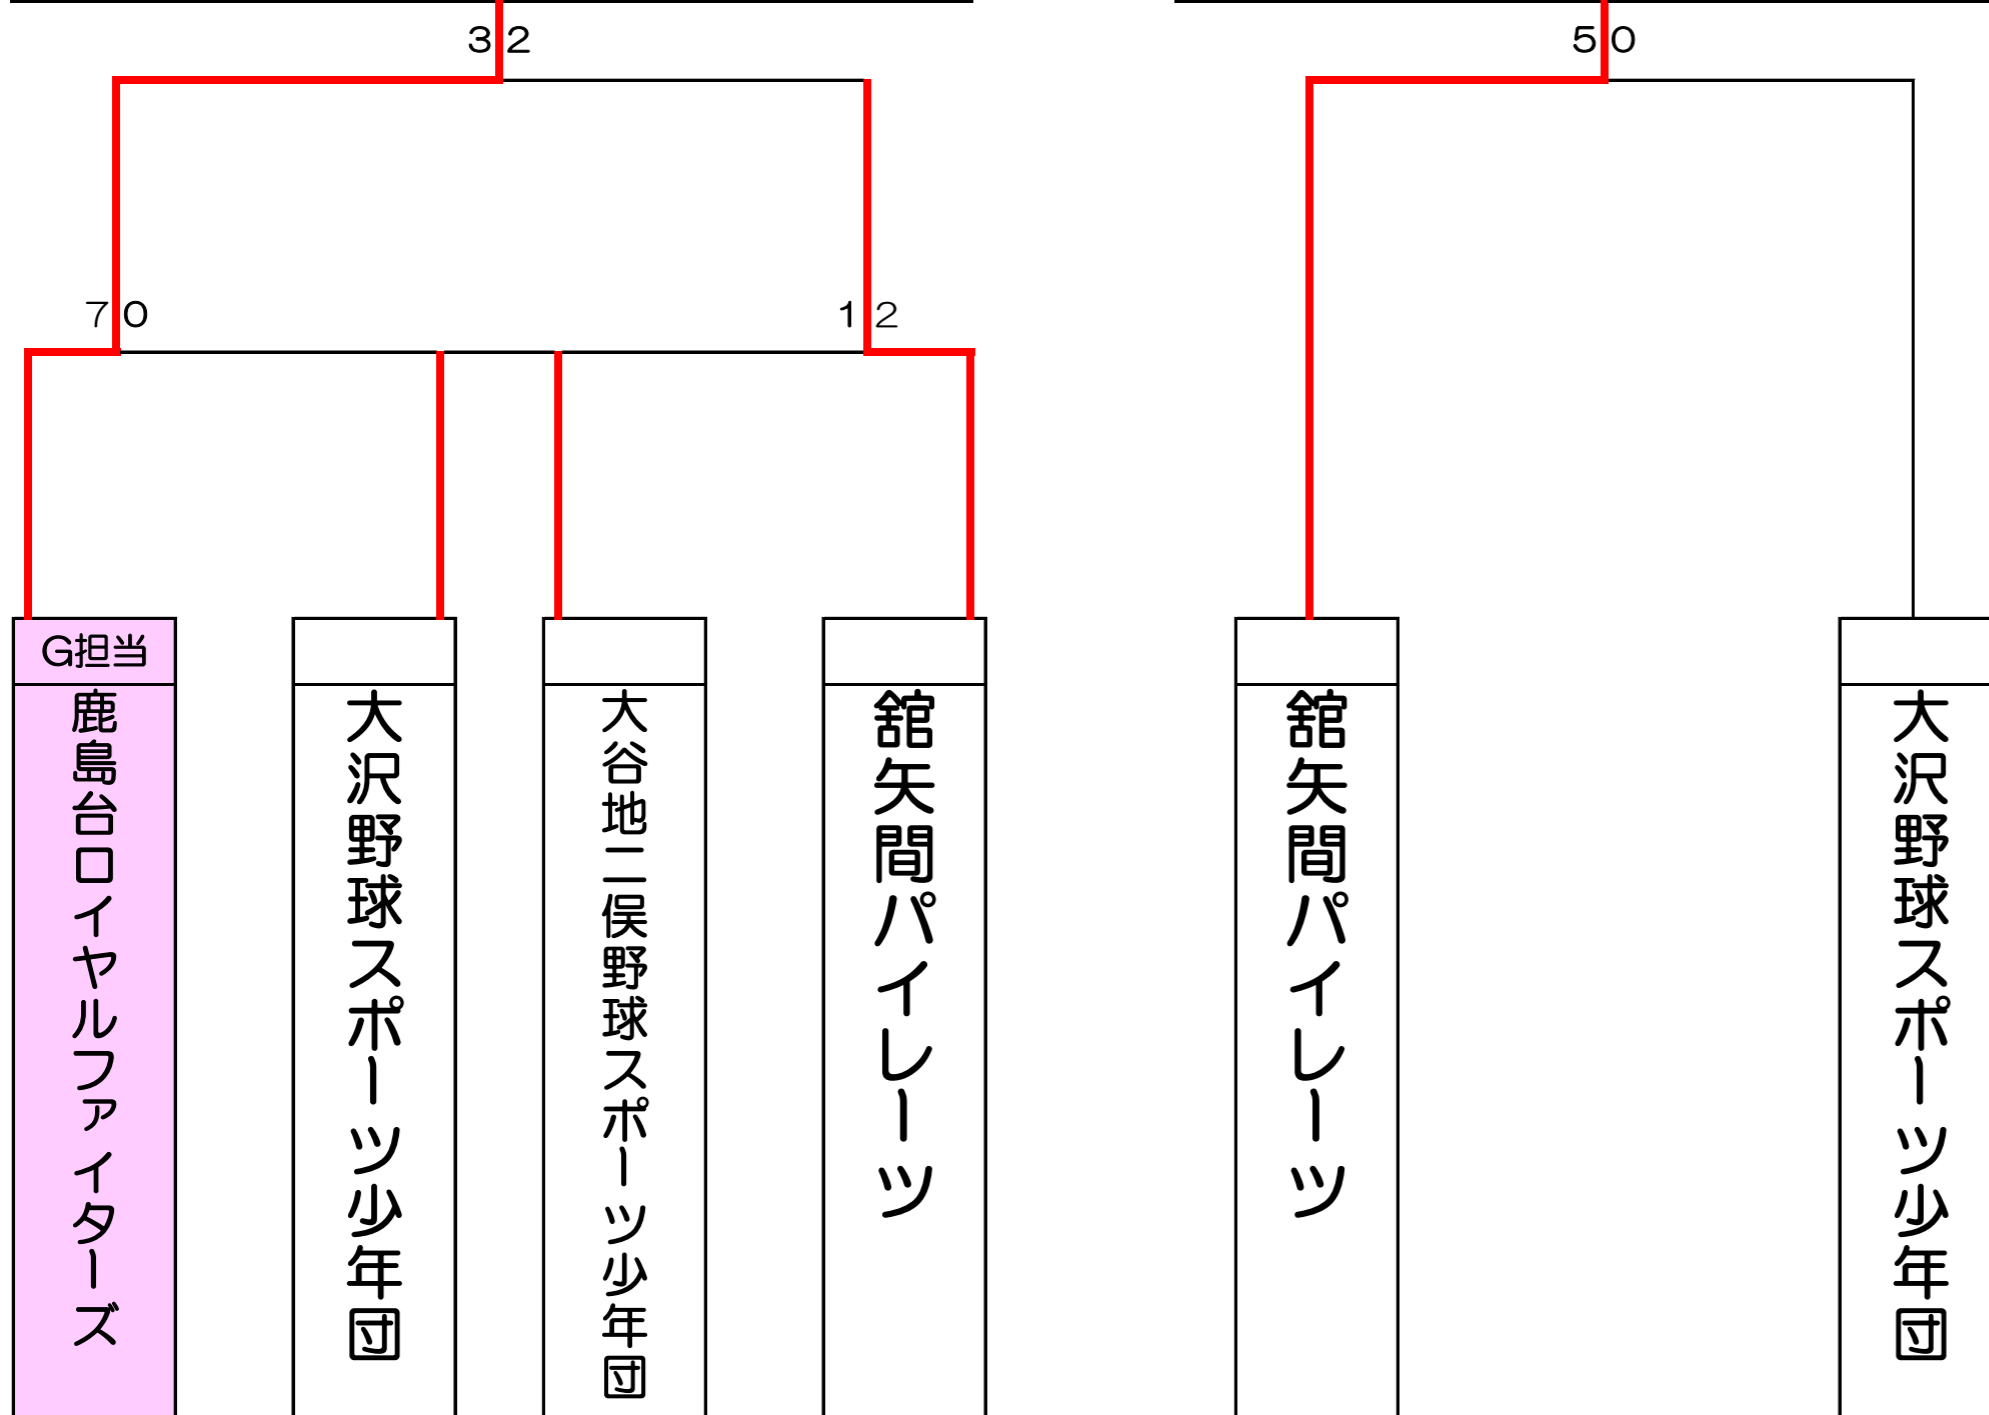 3 2
5 0
7 0
1 2
G担当
鹿島台ロイヤルファイターズ
大沢野球スポーツ少年団
大谷地二俣野球スポーツ少年団
舘矢間パイレーツ
舘矢間パイレーツ
大沢野球スポーツ少年団